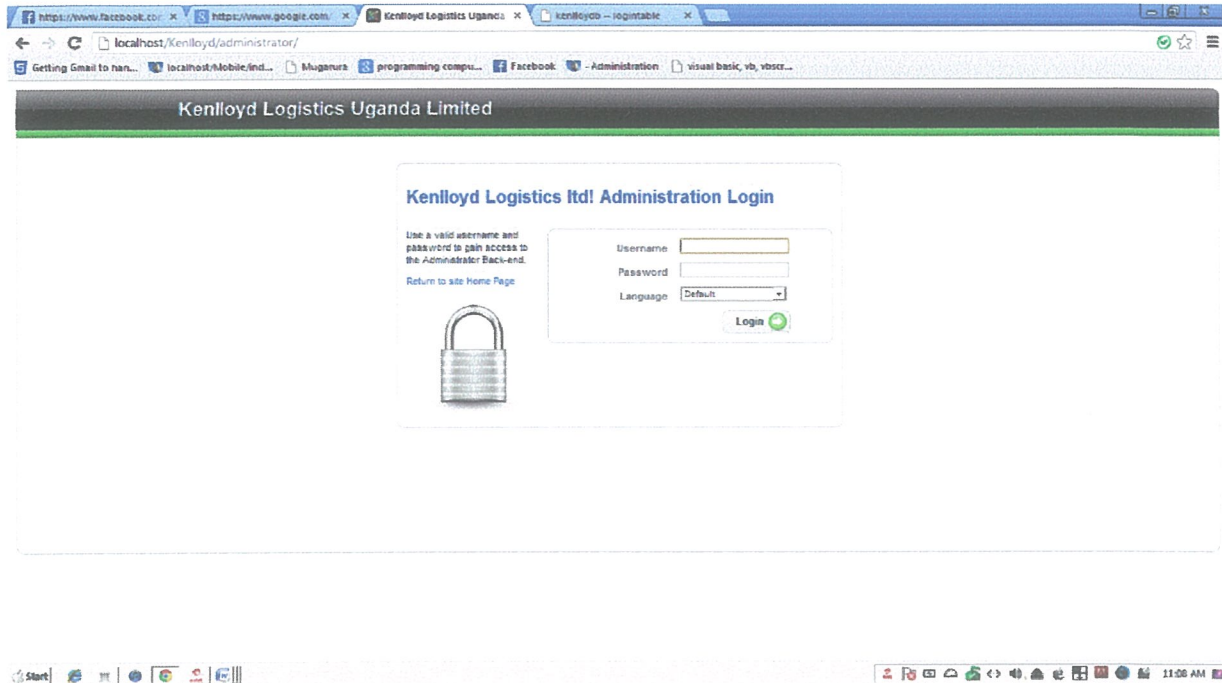 https://www.facebook.cor
https://www.google.com/
Kenlloyd Logistics Uganda
kenlloydb – logintable
localhost/Kenlloyd/administrator/
Getting Gmail to han...
localhost/Mobile/ind...
Mugarura
programming compu...
Facebook
- Administration
visual basic, vb, vbscr...
Kenlloyd Logistics Uganda Limited
Kenlloyd Logistics ltd! Administration Login
Use a valid username and
password to gain access to
the Administrator Back-end.
Return to site Home Page
Username
Password
Language Default
Login
Start
11:08 AM